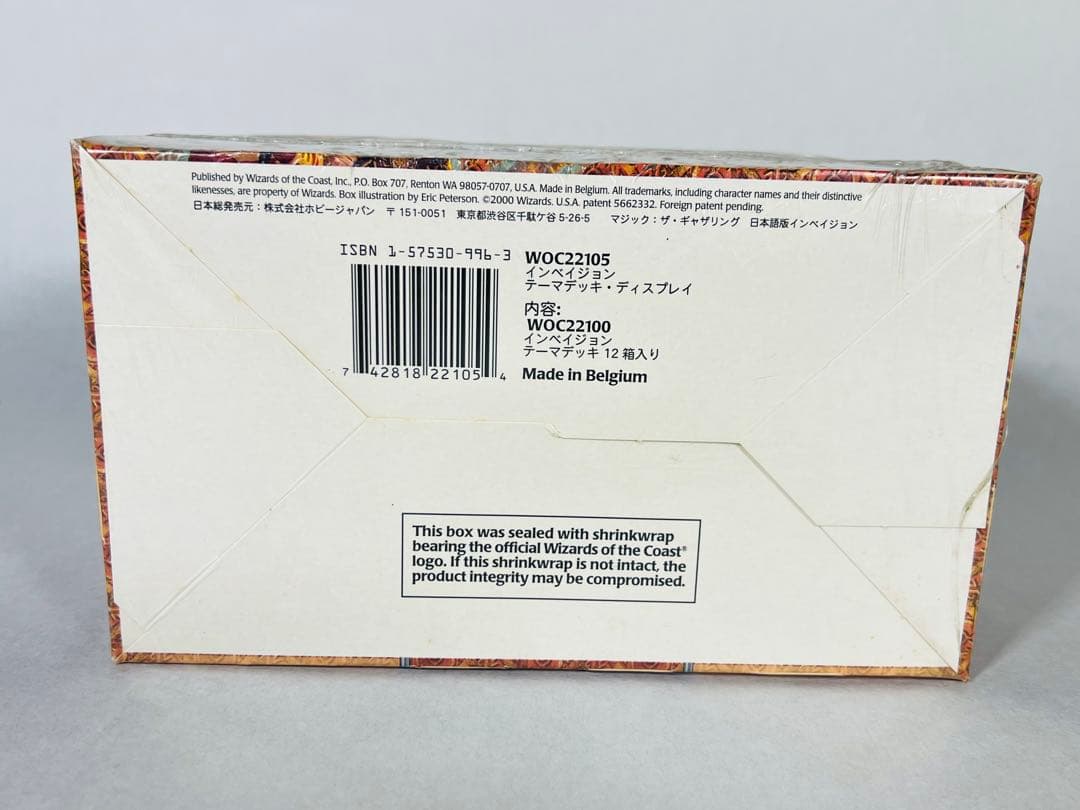 Published by Wizards of the Coast, Inc., P.O. Box 707, Renton WA 98057-0707, U.S.A. Made in Belgium. All trademarks, including character names and their distinctive
likenesses, are property of Wizards. Box illustration by Eric Peterson. ©2000 Wizards. U.S.A. patent 5662332. Foreign patent pending.
日本総発売元：株式会社ホビージャパン 〒151-0051 東京都渋谷区千駄ケ谷 5-26-5 マジック：ザ・ギャザリング 日本語版インベイジョン
ISBN 1-57530-996-3
7 42818 22105 4
WOC22105
インベイジョン
テーマデッキ・ディスプレイ
内容:
WOC22100
インベイジョン
テーマデッキ 12 箱入り
Made in Belgium
This box was sealed with shrinkwrap
bearing the official Wizards of the Coast®
logo. If this shrinkwrap is not intact, the
product integrity may be compromised.